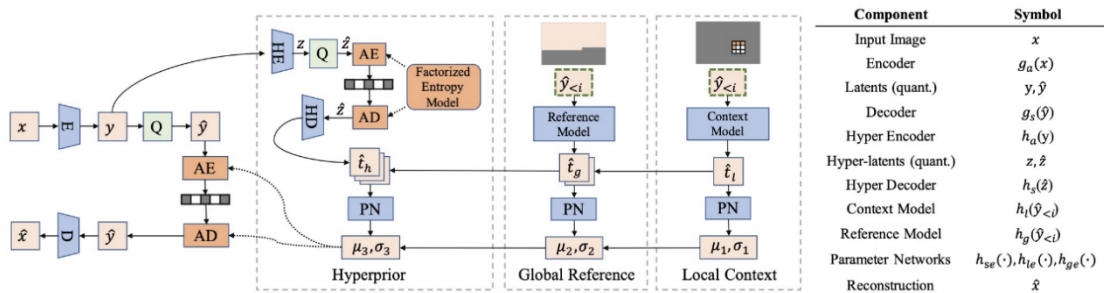 HE
z
Q
ẑ
AE
Factorized
Entropy
Model
HD
ẑ
AD
x
E
y
Q
ŷ
AE
AD
ŷ
D
x̂
t̂ₕ
PN
μ₃,σ₃
Hyperprior
ŷ<ᵢ
Reference
Model
t̂g
PN
μ₂,σ₂
Global Reference
ŷ<ᵢ
Context
Model
t̂ₗ
PN
μ₁,σ₁
Local Context
Component Symbol
Input Image x
Encoder gₐ(x)
Latents (quant.) y, ŷ
Decoder gₛ(ŷ)
Hyper Encoder hₐ(y)
Hyper-latents (quant.) z, ẑ
Hyper Decoder hₛ(ẑ)
Context Model hₗ(ŷ<ᵢ)
Reference Model h_g(ŷ<ᵢ)
Parameter Networks hₛₑ(·), hₗₑ(·), h_gₑ(·)
Reconstruction x̂